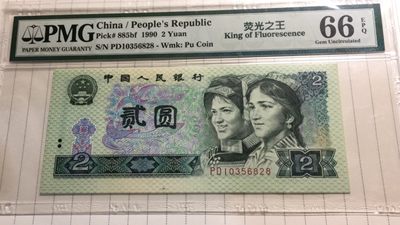 PMG
PAPER MONEY GUARANTY
China / People's Republic
Pick# 885bf 1990 2 Yuan
S/N PD10356828 - Wmk: Pu Coin
荧光之王
King of Fluorescence
66 EPQ
Gem Uncirculated
中国人民银行
2
贰圆
PD10356828
2
2